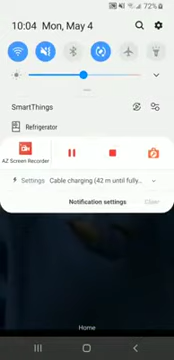 72%
10:04 Mon, May 4
SmartThings
Refrigerator
AZ Screen Recorder
Settings Cable charging (42 m until fully...
Notification settings Clear
Home